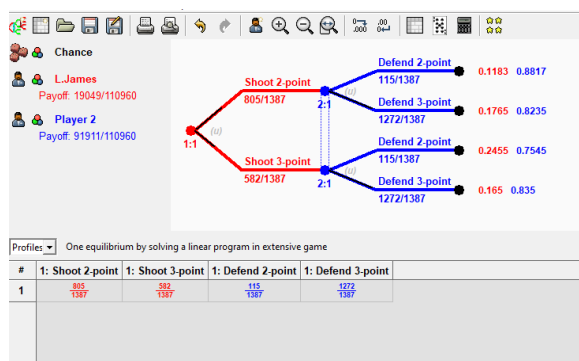 .000
.00
Chance
L.James
Payoff: 19049/110960
Player 2
Payoff: 91911/110960
1:1
(u)
Shoot 2-point
805/1387
Shoot 3-point
582/1387
2:1
(u)
2:1
(u)
Defend 2-point
115/1387
0.1183 0.8817
Defend 3-point
1272/1387
0.1765 0.8235
Defend 2-point
115/1387
0.2455 0.7545
Defend 3-point
1272/1387
0.165 0.835
Profiles One equilibrium by solving a linear program in extensive game
# 1: Shoot 2-point 1: Shoot 3-point 1: Defend 2-point 1: Defend 3-point
1 805/1387 582/1387 115/1387 1272/1387